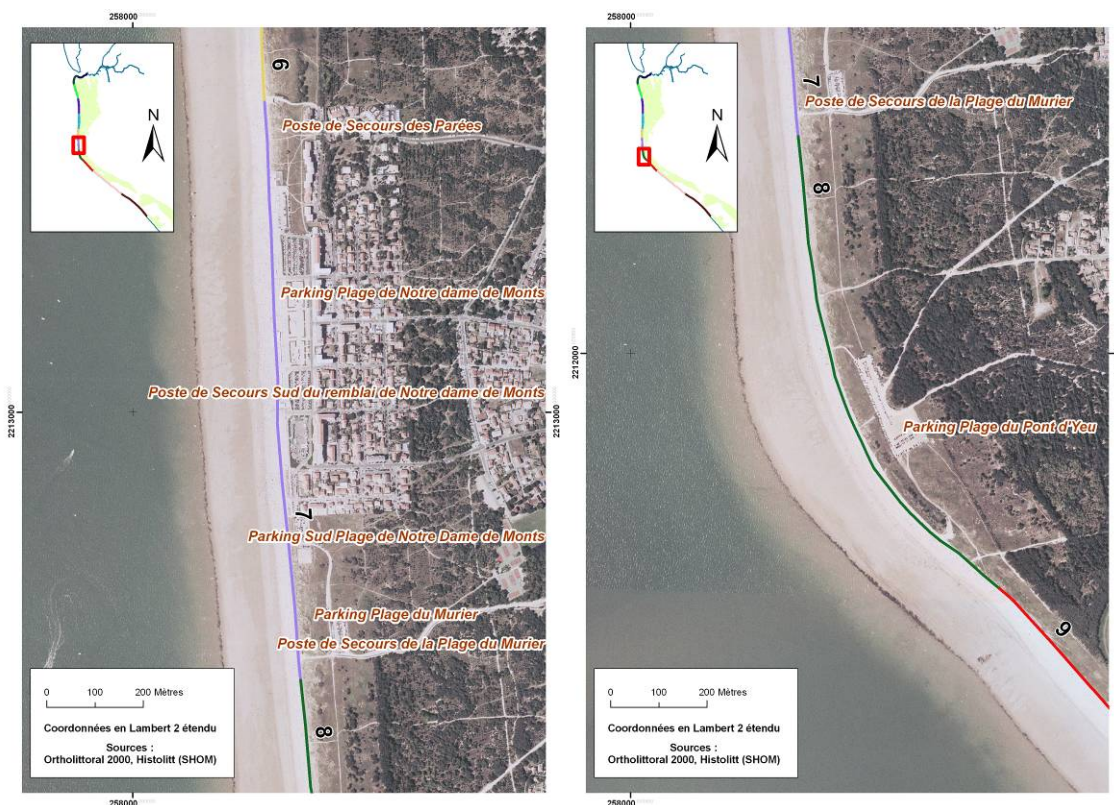 258000
N
6
Poste de Secours des Parées
Parking Plage de Notre dame de Monts
Poste de Secours Sud du remblai de Notre dame de Monts
2213000
2213000
7
Parking Sud Plage de Notre Dame de Monts
Parking Plage du Murier
Poste de Secours de la Plage du Murier
8
0 100 200 Mètres
Coordonnées en Lambert 2 étendu
Sources :
Ortholittoral 2000, Histolitt (SHOM)
258000
258000
N
7
Poste de Secours de la Plage du Murier
8
2212000
2212000
Parking Plage du Pont d'Yeu
9
0 100 200 Mètres
Coordonnées en Lambert 2 étendu
Sources :
Ortholittoral 2000, Histolitt (SHOM)
258000